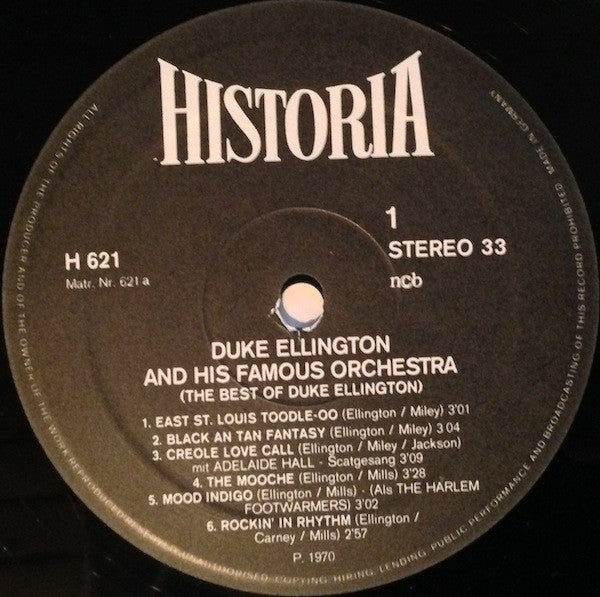 HISTORIA
1
H 621
STEREO 33
Matr. Nr. 621 a
ncb
DUKE ELLINGTON
AND HIS FAMOUS ORCHESTRA
(THE BEST OF DUKE ELLINGTON)
1. EAST ST. LOUIS TOODLE-OO (Ellington / Miley) 3'01
2. BLACK AN TAN FANTASY (Ellington / Miley) 3 04
3. CREOLE LOVE CALL (Ellington / Miley / Jackson)
mit ADELAIDE HALL - Scatgesang 3'09
4. THE MOOCHE (Ellington / Mills) 3'28
5. MOOD INDIGO (Ellington / Mills) - (Als THE HARLEM
FOOTWARMERS) 3'02
6. ROCKIN' IN RHYTHM (Ellington /
Carney / Mills) 2'57
P. 1970
ALL RIGHTS OF THE PRODUCER AND OF THE OWNER OF THE WORK REPRODUCED RESERVED. UNAUTHORISED COPYING, HIRING, LENDING, PUBLIC PERFORMANCE AND BROADCASTING OF THIS RECORD PROHIBITED MADE IN GERMANY